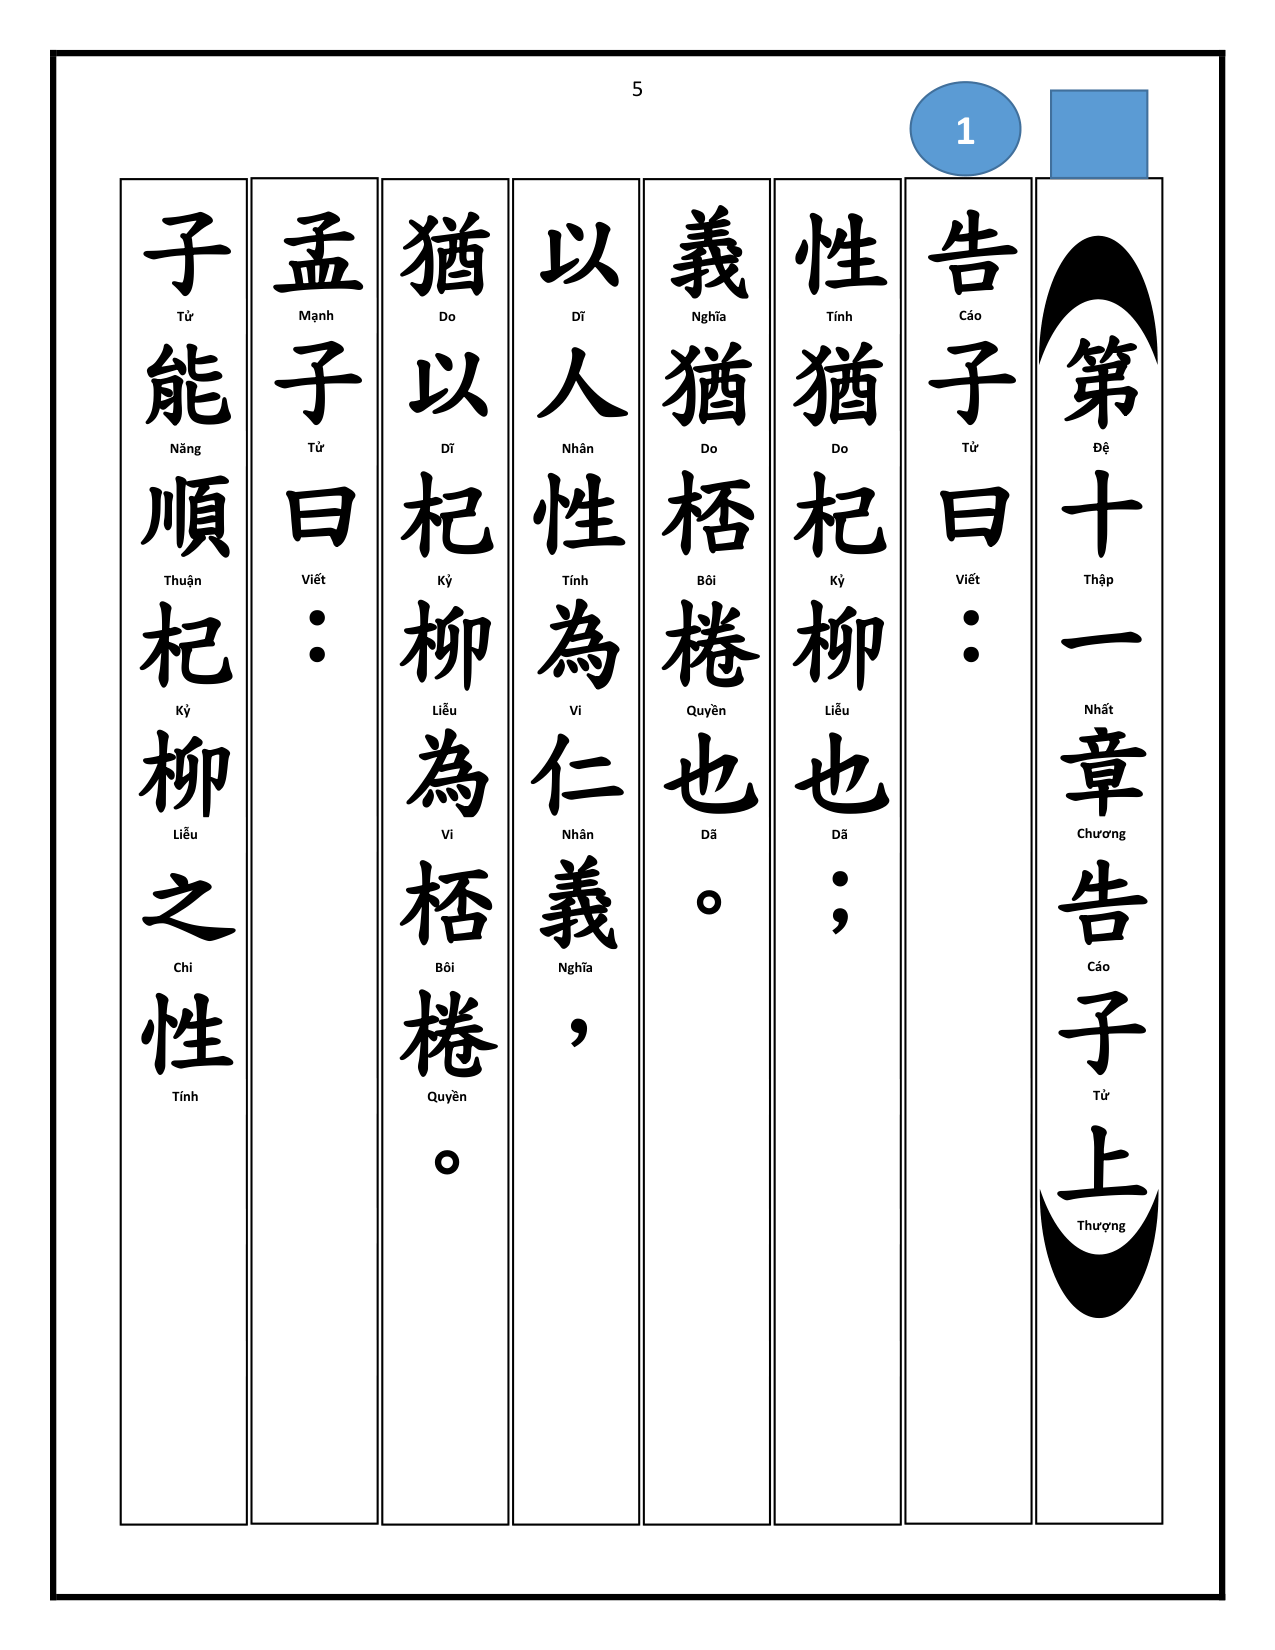 5
1
第十一章告子上
Đệ Thập Nhất Chương Cáo Tử Thượng
告子曰：
Cáo Tử Viết
性猶杞柳也；
Tính Do Kỷ Liễu Dã
義猶桮棬也。
Nghĩa Do Bôi Quyền Dã
以人性為仁義，
Dĩ Nhân Tính Vi Nhân Nghĩa
猶以杞柳為桮棬。
Do Dĩ Kỷ Liễu Vi Bôi Quyền
孟子曰：
Mạnh Tử Viết
子能順杞柳之性
Tử Năng Thuận Kỷ Liễu Chi Tính